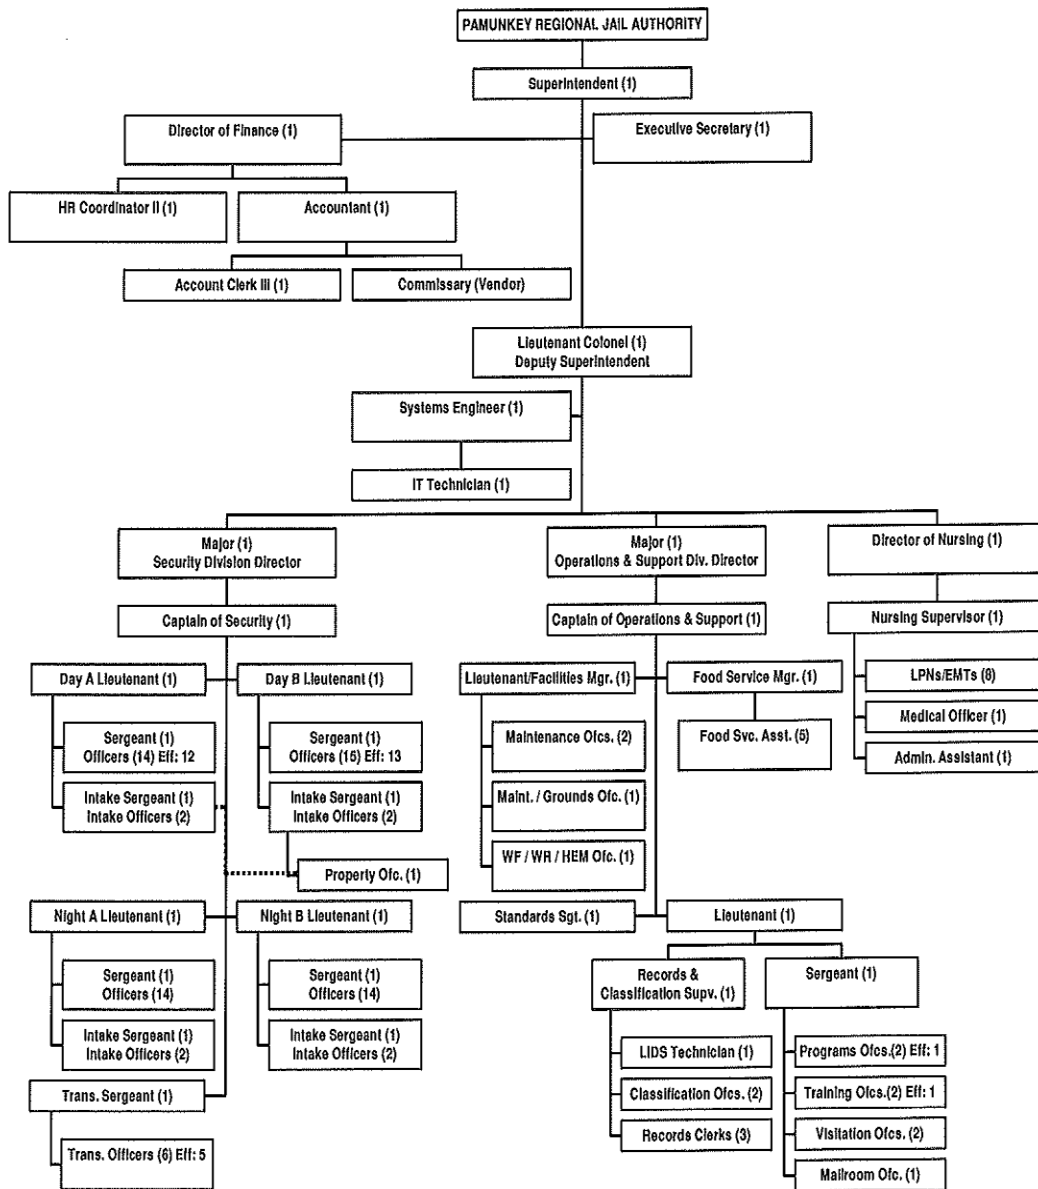 PAMUNKEY REGIONAL JAIL AUTHORITY
Superintendent (1)
Director of Finance (1)
Executive Secretary (1)
HR Coordinator II (1)
Accountant (1)
Account Clerk III (1)
Commissary (Vendor)
Lieutenant Colonel (1)
Deputy Superintendent
Systems Engineer (1)
IT Technician (1)
Major (1)
Security Division Director
Major (1)
Operations & Support Div. Director
Director of Nursing (1)
Captain of Security (1)
Captain of Operations & Support (1)
Nursing Supervisor (1)
Day A Lieutenant (1)
Day B Lieutenant (1)
Lieutenant/Facilities Mgr. (1)
Food Service Mgr. (1)
LPNs/EMTs (8)
Medical Officer (1)
Admin. Assistant (1)
Sergeant (1)
Officers (14) Eff: 12
Sergeant (1)
Officers (15) Eff: 13
Maintenance Ofcs. (2)
Food Svc. Asst. (5)
Intake Sergeant (1)
Intake Officers (2)
Intake Sergeant (1)
Intake Officers (2)
Maint. / Grounds Ofc. (1)
Property Ofc. (1)
WF / WR / HEM Ofc. (1)
Night A Lieutenant (1)
Night B Lieutenant (1)
Standards Sgt. (1)
Lieutenant (1)
Sergeant (1)
Officers (14)
Sergeant (1)
Officers (14)
Records &
Classification Supv. (1)
Sergeant (1)
Intake Sergeant (1)
Intake Officers (2)
Intake Sergeant (1)
Intake Officers (2)
LIDS Technician (1)
Programs Ofcs.(2) Eff: 1
Trans. Sergeant (1)
Classification Ofcs. (2)
Training Ofcs.(2) Eff: 1
Trans. Officers (6) Eff: 5
Records Clerks (3)
Visitation Ofcs. (2)
Mailroom Ofc. (1)